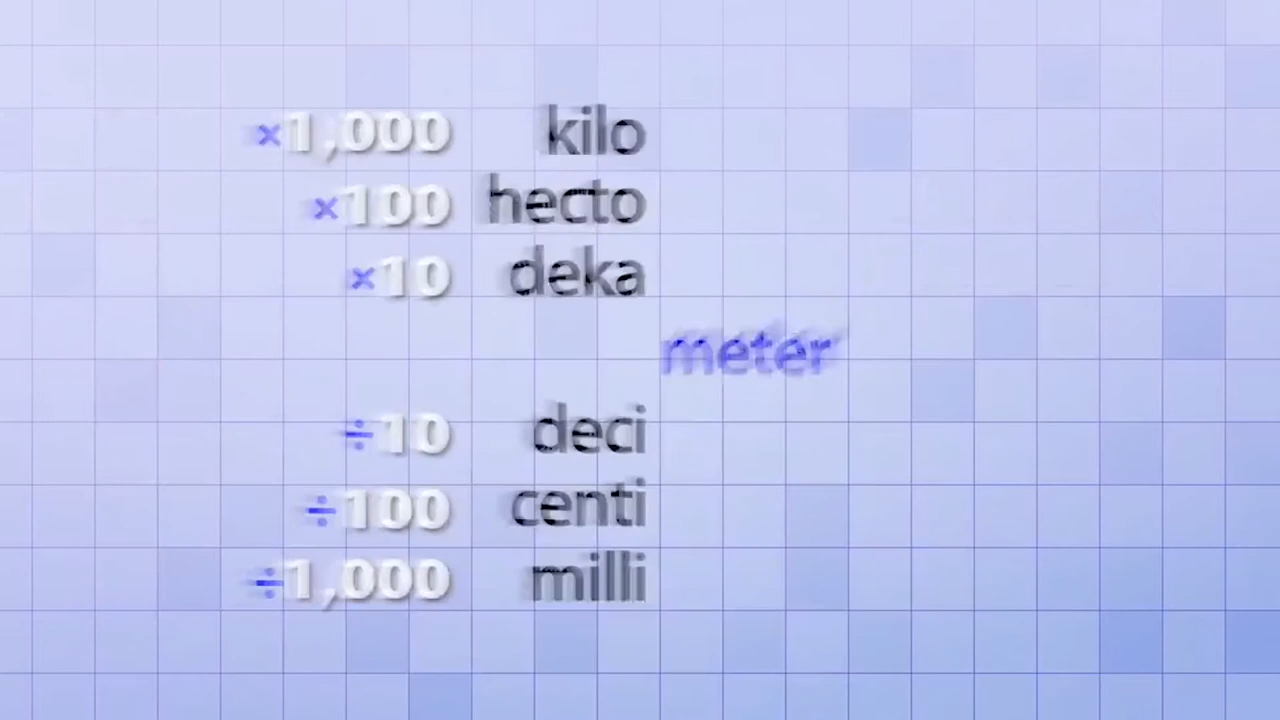 ×1,000 kilo
×100 hecto
×10 deka
meter
÷10 deci
÷100 centi
÷1,000 milli